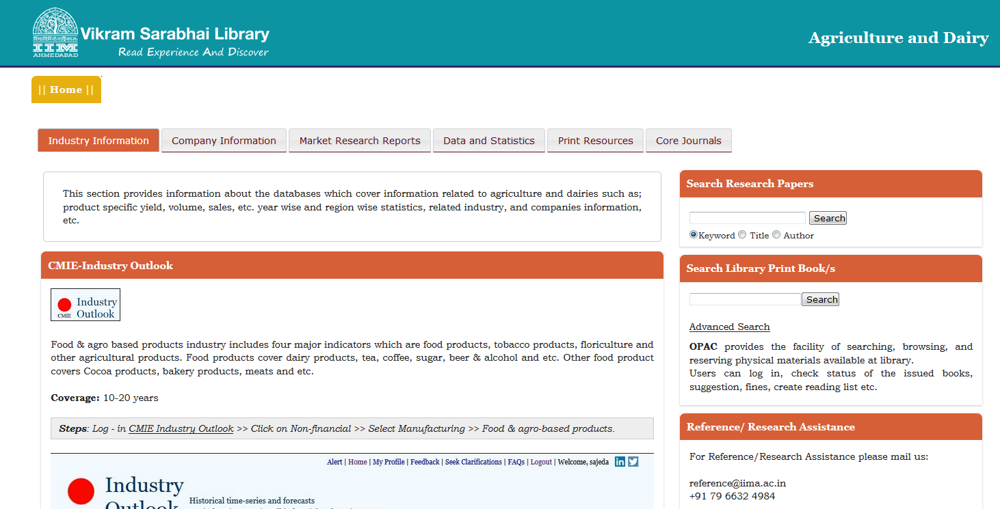 विद्याविनियोगाद्विकासः
IIM
AHMEDABAD
Vikram Sarabhai Library
Read Experience And Discover
Agriculture and Dairy
|| Home ||
Industry Information
Company Information
Market Research Reports
Data and Statistics
Print Resources
Core Journals
This section provides information about the databases which cover information related to agriculture and dairies such as;
product specific yield, volume, sales, etc. year wise and region wise statistics, related industry, and companies information,
etc.
CMIE-Industry Outlook
Industry
CMIE Outlook
Food & agro based products industry includes four major indicators which are food products, tobacco products, floriculture and
other agricultural products. Food products cover dairy products, tea, coffee, sugar, beer & alcohol and etc. Other food product
covers Cocoa products, bakery products, meats and etc.
Coverage: 10-20 years
Steps: Log - in CMIE Industry Outlook >> Click on Non-financial >> Select Manufacturing >> Food & agro-based products.
Alert | Home | My Profile | Feedback | Seek Clarifications | FAQs | Logout | Welcome, sajeda in
Industry
Outlook
Historical time-series and forecasts
Search Research Papers
Search
Keyword Title Author
Search Library Print Book/s
Search
Advanced Search
OPAC provides the facility of searching, browsing, and
reserving physical materials available at library.
Users can log in, check status of the issued books,
suggestion, fines, create reading list etc.
Reference/ Research Assistance
For Reference/Research Assistance please mail us:
reference@iima.ac.in
+91 79 6632 4984